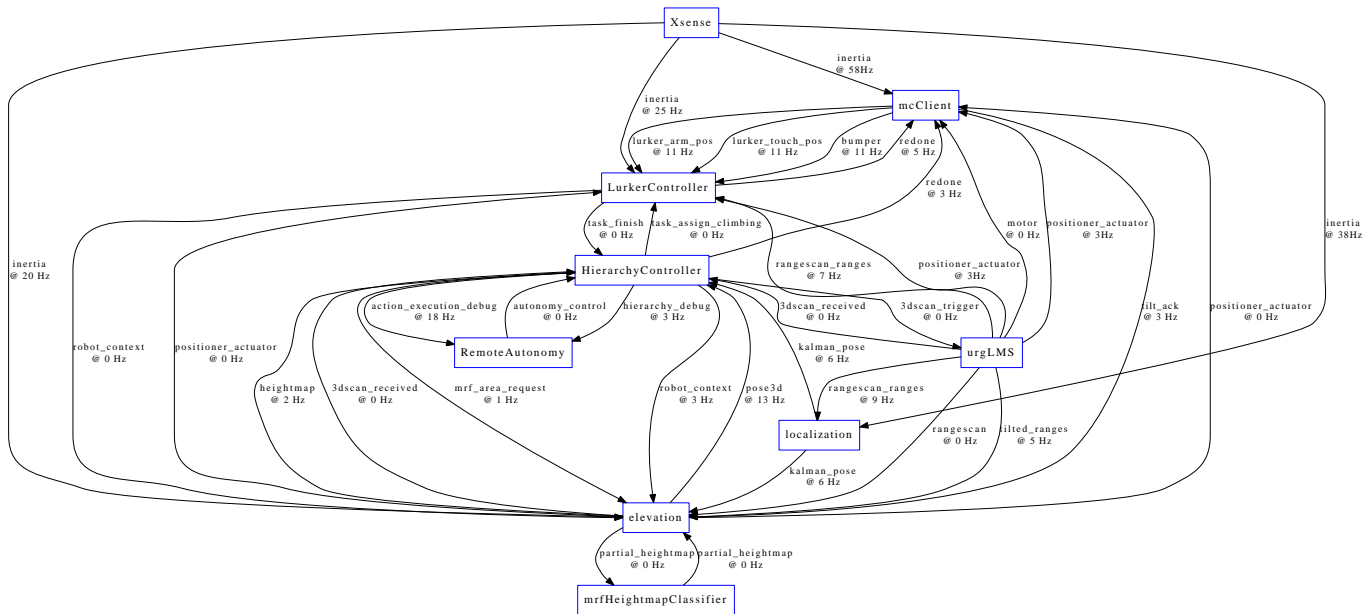 Xsense
inertia
@ 58Hz
mcClient
inertia
@ 25 Hz
lurker_arm_pos
@ 11 Hz
lurker_touch_pos
@ 11 Hz
bumper
@ 11 Hz
redone
@ 5 Hz
LurkerController
redone
@ 3 Hz
task_finish
@ 0 Hz
task_assign_climbing
@ 0 Hz
motor
@ 0 Hz
positioner_actuator
@ 3Hz
inertia
@ 38Hz
inertia
@ 20 Hz
HierarchyController
rangescan_ranges
@ 7 Hz
positioner_actuator
@ 3Hz
action_execution_debug
@ 18 Hz
autonomy_control
@ 0 Hz
hierarchy_debug
@ 3 Hz
3dscan_received
@ 0 Hz
3dscan_trigger
@ 0 Hz
tilt_ack
@ 3 Hz
positioner_actuator
@ 0 Hz
robot_context
@ 0 Hz
positioner_actuator
@ 0 Hz
RemoteAutonomy
kalman_pose
@ 6 Hz
urgLMS
heightmap
@ 2 Hz
3dscan_received
@ 0 Hz
mrf_area_request
@ 1 Hz
robot_context
@ 3 Hz
pose3d
@ 13 Hz
rangescan_ranges
@ 9 Hz
localization
rangescan
@ 0 Hz
tilted_ranges
@ 5 Hz
kalman_pose
@ 6 Hz
elevation
partial_heightmap
@ 0 Hz
partial_heightmap
@ 0 Hz
mrfHeightmapClassifier